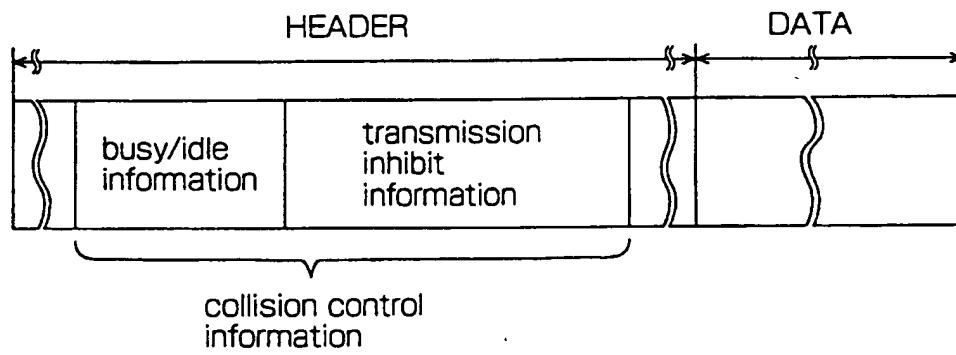 HEADER
DATA
busy/idle
information
transmission
inhibit
information
collision control
information